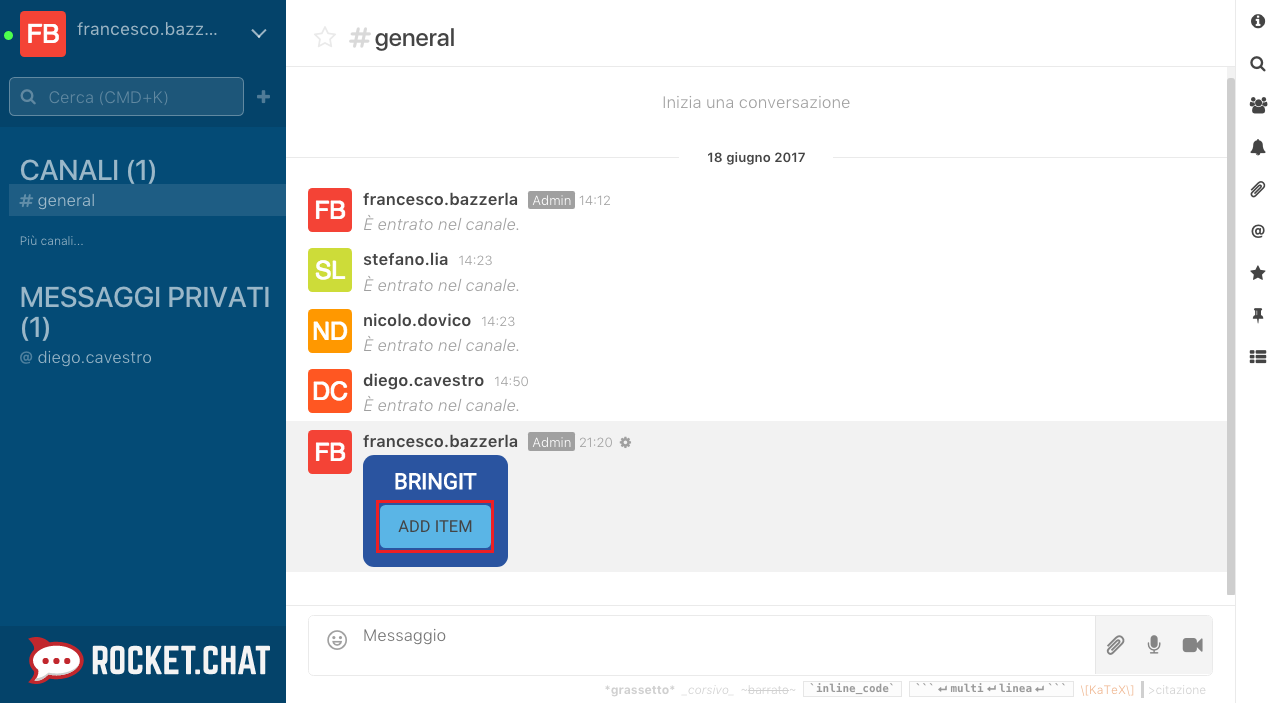 FB francesco.bazz...
Cerca (CMD+K)
CANALI (1)
# general
Più canali...
MESSAGGI PRIVATI
(1)
@ diego.cavestro
ROCKET.CHAT
#general
Inizia una conversazione
18 giugno 2017
FB francesco.bazzerla Admin 14:12
È entrato nel canale.
SL stefano.lia 14:23
È entrato nel canale.
ND nicolo.dovico 14:23
È entrato nel canale.
DC diego.cavestro 14:50
È entrato nel canale.
FB francesco.bazzerla Admin 21:20
BRINGIT
ADD ITEM
Messaggio
*grassetto* _corsivo_ ~barrato~ `inline_code` ```↵multi↵linea↵``` \[KaTeX\] >citazione
@